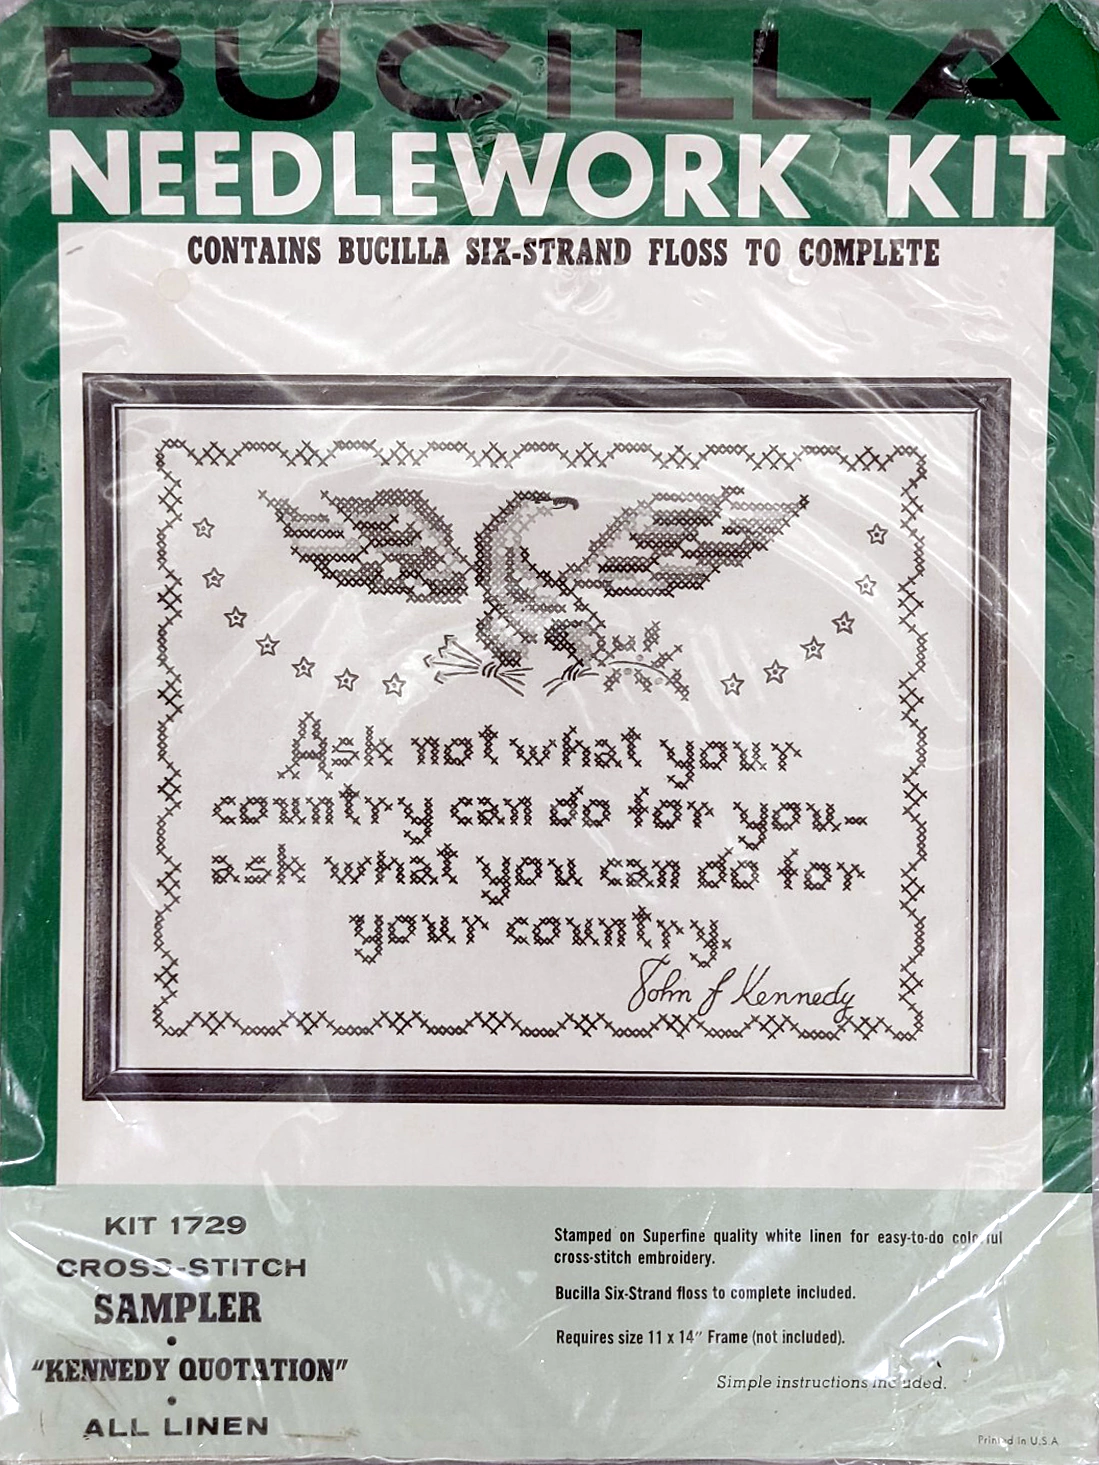 BUCILLA
NEEDLEWORK KIT
CONTAINS BUCILLA SIX-STRAND FLOSS TO COMPLETE
Ask not what your
country can do for you-
ask what you can do for
your country.
John F Kennedy
KIT 1729
CROSS-STITCH
SAMPLER
•
"KENNEDY QUOTATION"
•
ALL LINEN
Stamped on Superfine quality white linen for easy-to-do colorful
cross-stitch embroidery.
Bucilla Six-Strand floss to complete included.
Requires size 11 x 14" Frame (not included).
Simple instructions included.
Printed in U.S.A